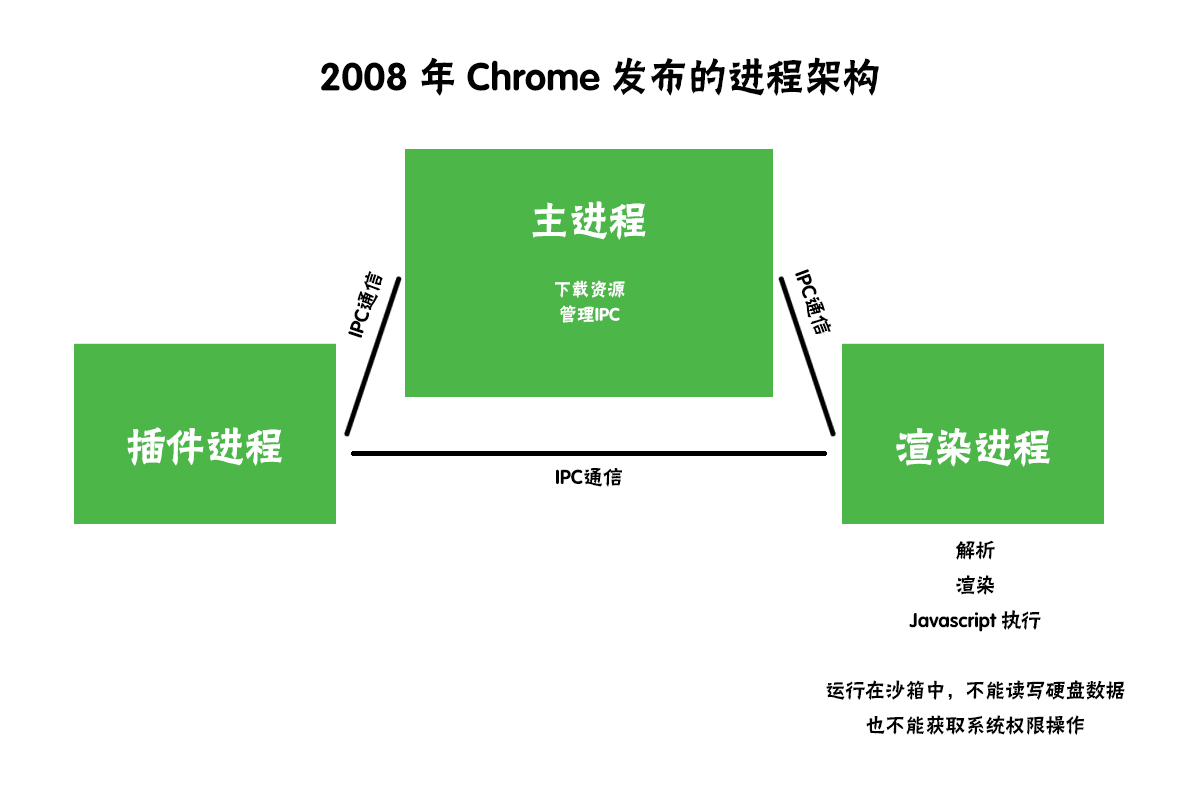 2008 年 Chrome 发布的进程架构
主进程
下载资源
管理IPC
IPC通信
IPC通信
插件进程
渲染进程
IPC通信
解析
渲染
Javascript 执行
运行在沙箱中，不能读写硬盘数据
也不能获取系统权限操作